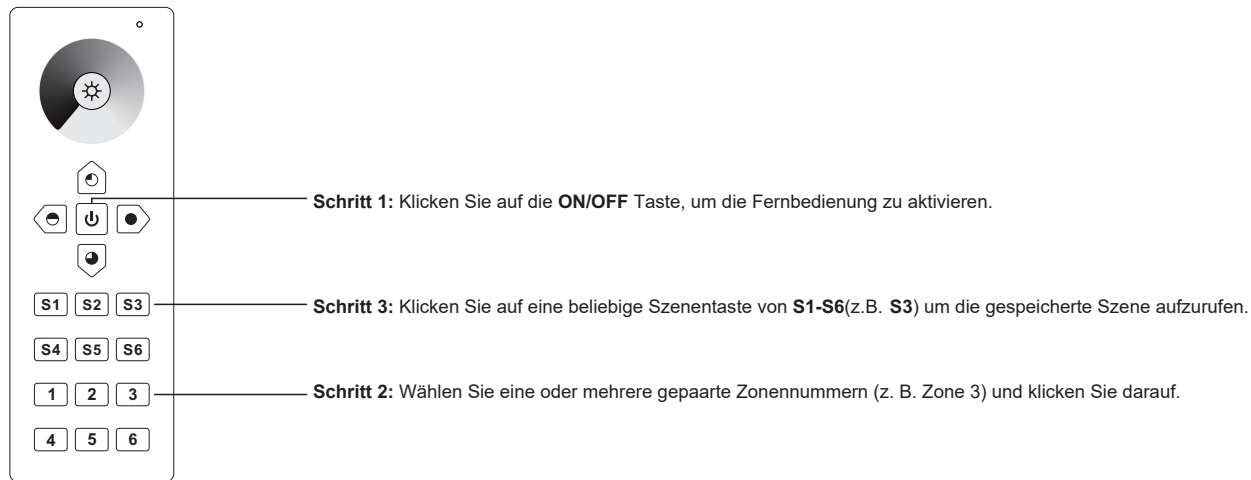 Schritt 1: Klicken Sie auf die ON/OFF Taste, um die Fernbedienung zu aktivieren.
S1 S2 S3
Schritt 3: Klicken Sie auf eine beliebige Szenentaste von S1-S6(z.B. S3) um die gespeicherte Szene aufzurufen.
S4 S5 S6
1 2 3
Schritt 2: Wählen Sie eine oder mehrere gepaarte Zonennummern (z. B. Zone 3) und klicken Sie darauf.
4 5 6